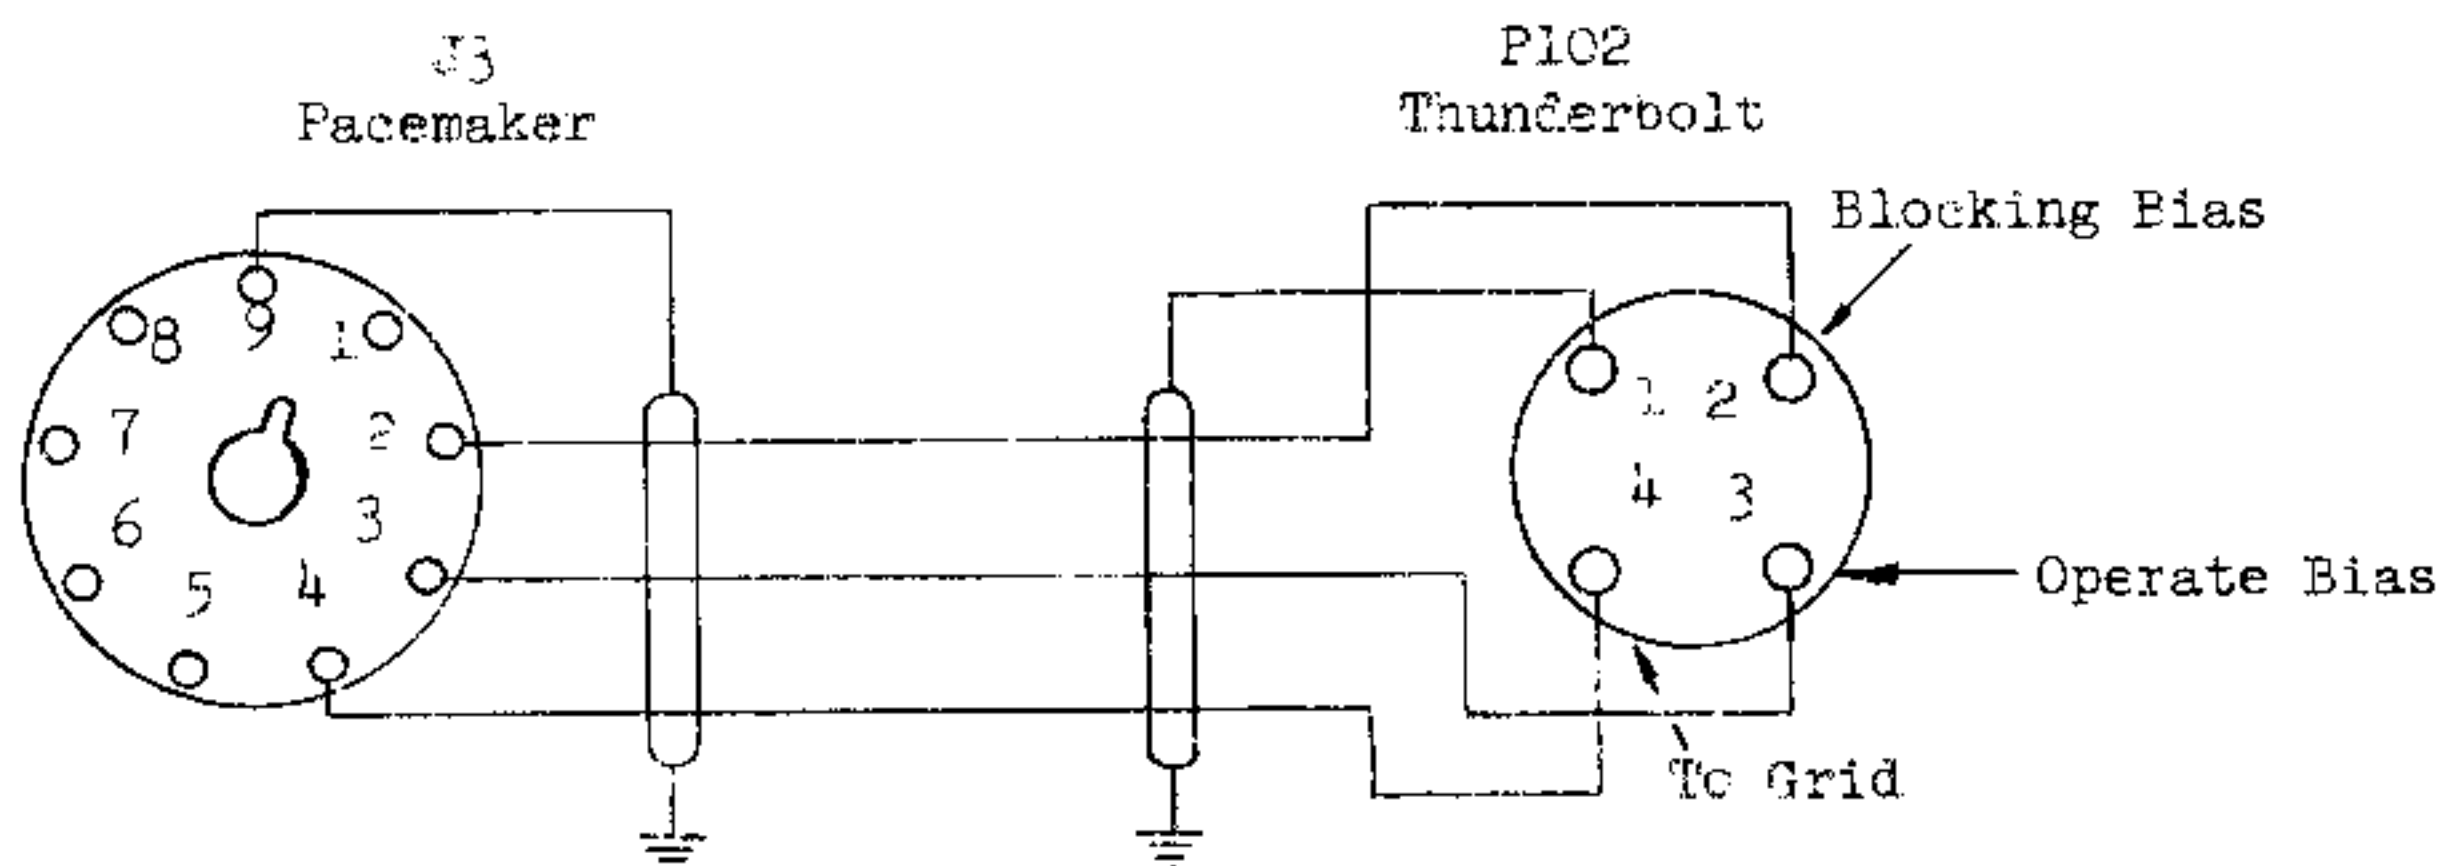 J3
Pacemaker
P102
Thunderbolt
Blocking Bias
8 9 1
7 2
6 3
5 4
1 2
4 3
Operate Bias
To Grid